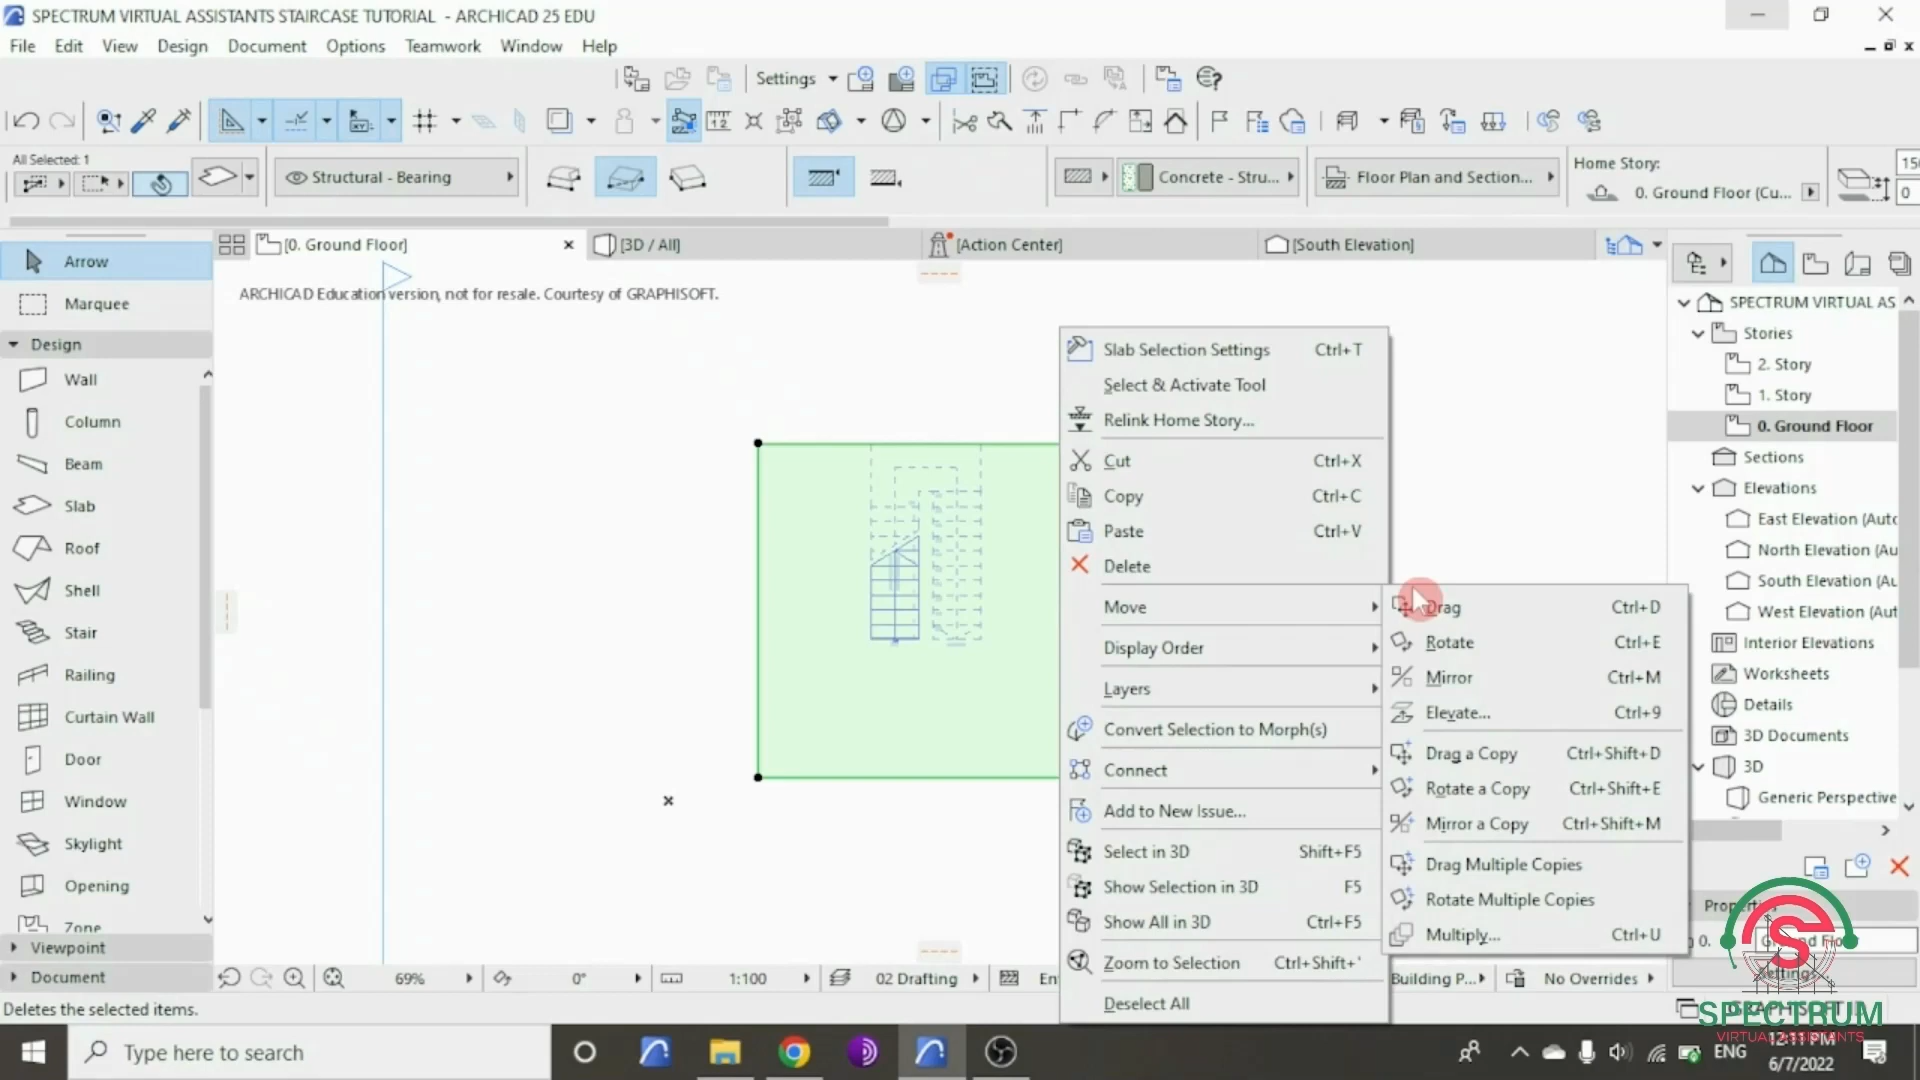 SPECTRUM VIRTUAL ASSISTANTS STAIRCASE TUTORIAL - ARCHICAD 25 EDU
File Edit View Design Document Options Teamwork Window Help
Settings
All Selected: 1
Structural - Bearing
Concrete - Stru...
Floor Plan and Section...
Home Story:
0. Ground Floor (Cu...
15
0
[0. Ground Floor]
[3D / All]
[Action Center]
[South Elevation]
ARCHICAD Education version, not for resale. Courtesy of GRAPHISOFT.
Arrow
Marquee
Design
Wall
Column
Beam
Slab
Roof
Shell
Stair
Railing
Curtain Wall
Door
Window
Skylight
Opening
Zone
Viewpoint
Document
Slab Selection Settings Ctrl+T
Select & Activate Tool
Relink Home Story...
Cut Ctrl+X
Copy Ctrl+C
Paste Ctrl+V
Delete
Move
Display Order
Layers
Convert Selection to Morph(s)
Connect
Add to New Issue...
Select in 3D Shift+F5
Show Selection in 3D F5
Show All in 3D Ctrl+F5
Zoom to Selection Ctrl+Shift+'
Deselect All
Drag Ctrl+D
Rotate Ctrl+E
Mirror Ctrl+M
Elevate... Ctrl+9
Drag a Copy Ctrl+Shift+D
Rotate a Copy Ctrl+Shift+E
Mirror a Copy Ctrl+Shift+M
Drag Multiple Copies
Rotate Multiple Copies
Multiply... Ctrl+U
SPECTRUM VIRTUAL AS
Stories
2. Story
1. Story
0. Ground Floor
Sections
Elevations
East Elevation (Auto
North Elevation (Au
South Elevation (Au
West Elevation (Aut
Interior Elevations
Worksheets
Details
3D Documents
3D
Generic Perspective
Properti
0.
Settings
SPECTRUM
VIRTUAL ASSISTANTS
69%
0°
1:100
02 Drafting
En
Building P...
No Overrides
Deletes the selected items.
Type here to search
ENG
12:11 PM
6/7/2022